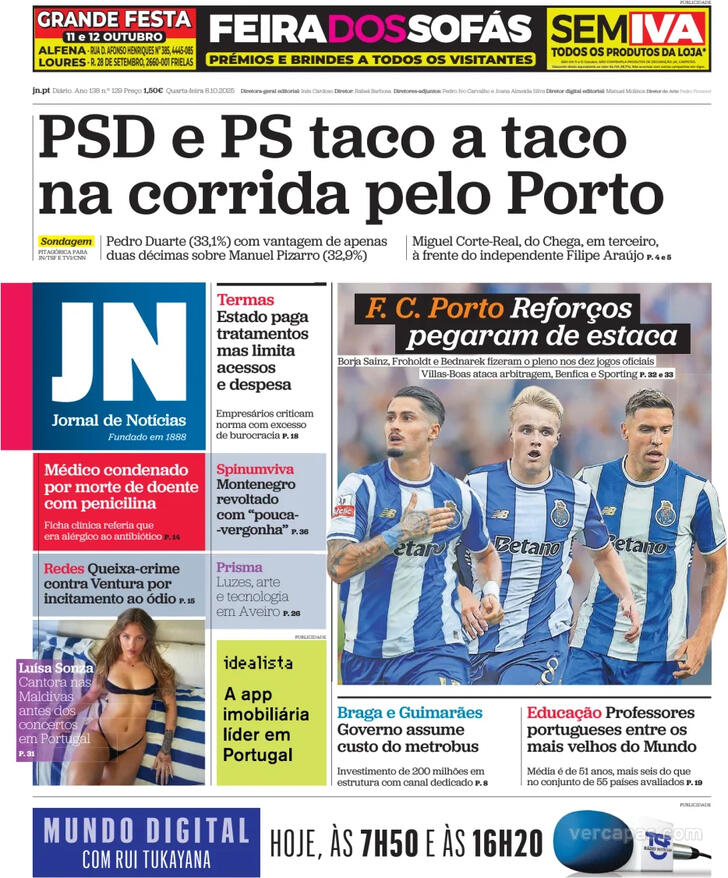 PUBLICIDADE
GRANDE FESTA
11 e 12 OUTUBRO
ALFENA - RUA D. AFONSO HENRIQUES Nº 385, 4445-085
LOURES - R. 28 DE SETEMBRO, 2660-001 FRIELAS
FEIRA DOS SOFÁS
PRÉMIOS E BRINDES A TODOS OS VISITANTES
SEM IVA
TODOS OS PRODUTOS DA LOJA*
jn.pt Diário. Ano 138 n.º 129 Preço 1,50€ Quarta-feira 8.10.2025 Diretora-geral editorial: Inês Cardoso Diretor: Rafael Barbosa Diretores-adjuntos: Pedro Ivo Carvalho e Joana Almeida Silva Diretor digital editorial: Manuel Molinos Diretor de Arte: Pedro Pimentel
PSD e PS taco a taco
na corrida pelo Porto
Sondagem
PITAGÓRICA PARA
JN/TSF E TVI/CNN
Pedro Duarte (33,1%) com vantagem de apenas
duas décimas sobre Manuel Pizarro (32,9%)
Miguel Corte-Real, do Chega, em terceiro,
à frente do independente Filipe Araújo P. 4 e 5
JN
Jornal de Notícias
Fundado em 1888
Termas
Estado paga
tratamentos
mas limita
acessos
e despesa
Empresários criticam
norma com excesso
de burocracia P. 18
F. C. Porto Reforços
pegaram de estaca
Borja Sainz, Froholdt e Bednarek fizeram o pleno nos dez jogos oficiais
Villas-Boas ataca arbitragem, Benfica e Sporting P. 32 e 33
Betano
Betano
8
Betano
Médico condenado
por morte de doente
com penicilina
Ficha clínica referia que
era alérgico ao antibiótico P. 14
Spinumviva
Montenegro
revoltado
com “pouca-
-vergonha” P. 36
Redes Queixa-crime
contra Ventura por
incitamento ao ódio P. 15
Prisma
Luzes, arte
e tecnologia
em Aveiro P. 26
Luísa Sonza
Cantora nas
Maldivas
antes dos
concertos
em Portugal
P. 31
PUBLICIDADE
idealista
A app
imobiliária
líder em
Portugal
Braga e Guimarães
Governo assume
custo do metrobus
Investimento de 200 milhões em
estrutura com canal dedicado P. 8
Educação Professores
portugueses entre os
mais velhos do Mundo
Média é de 51 anos, mais seis do que
no conjunto de 55 países avaliados P. 19
PUBLICIDADE
MUNDO DIGITAL
COM RUI TUKAYANA
HOJE, ÀS 7H50 E ÀS 16H20
vercapas.com